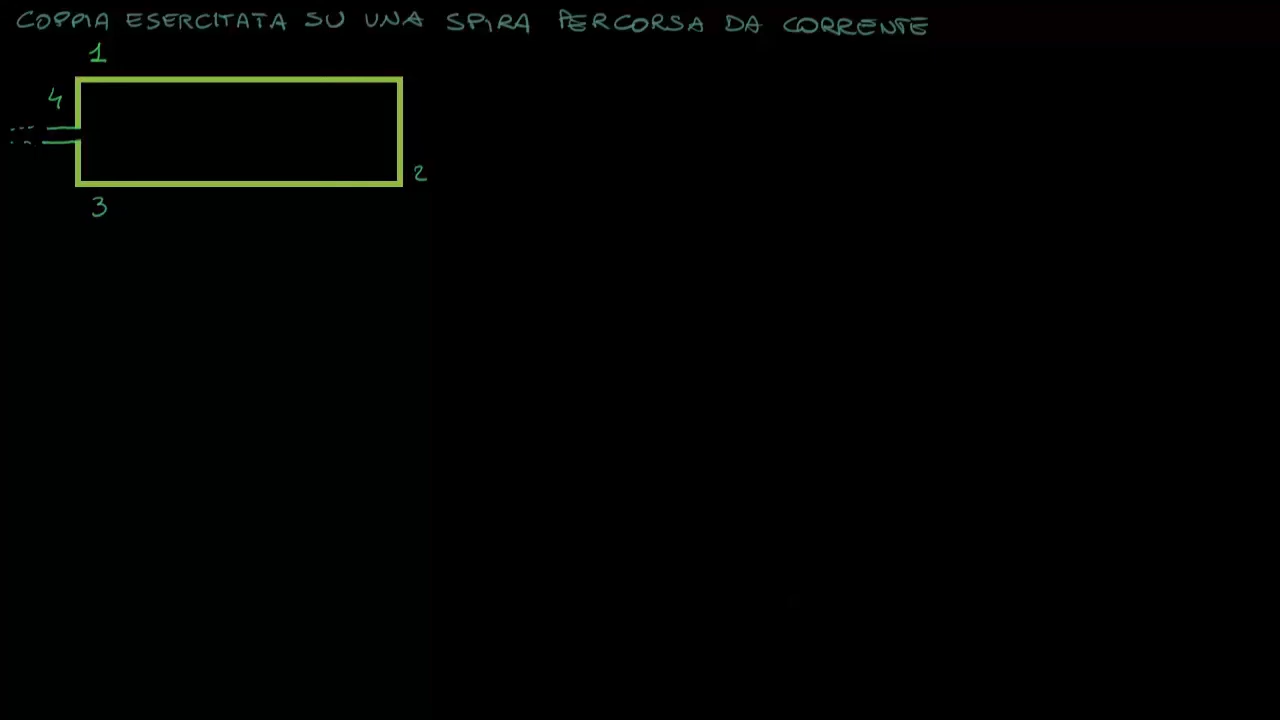 COPPIA ESERCITATA SU UNA SPIRA PERCORSA DA CORRENTE
1
4
2
3